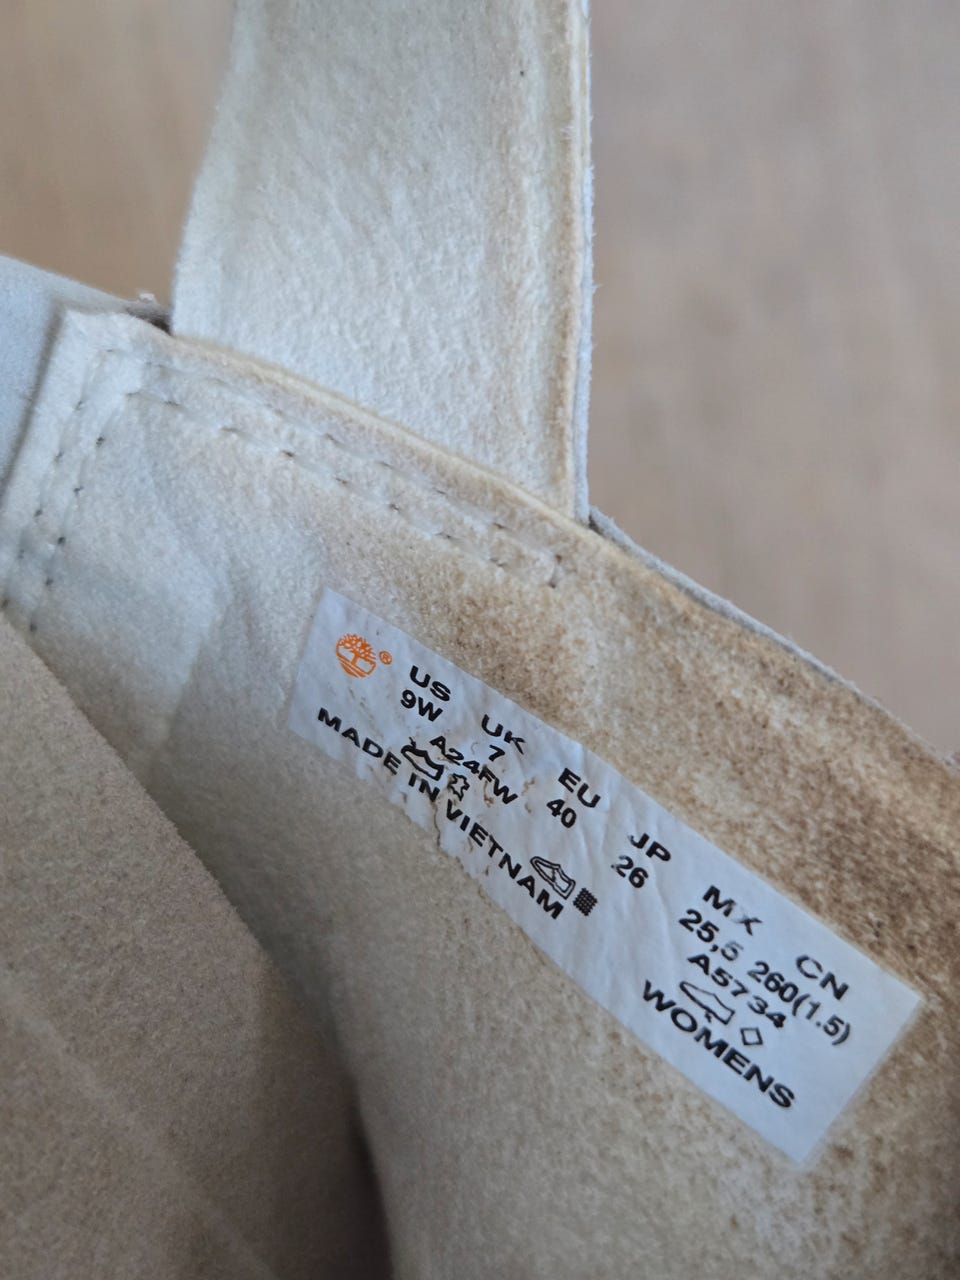 ®
US UK EU JP MX CN
9W 7 40 26 25,5 260(1.5)
A24FW A5734
MADE IN VIETNAM WOMENS